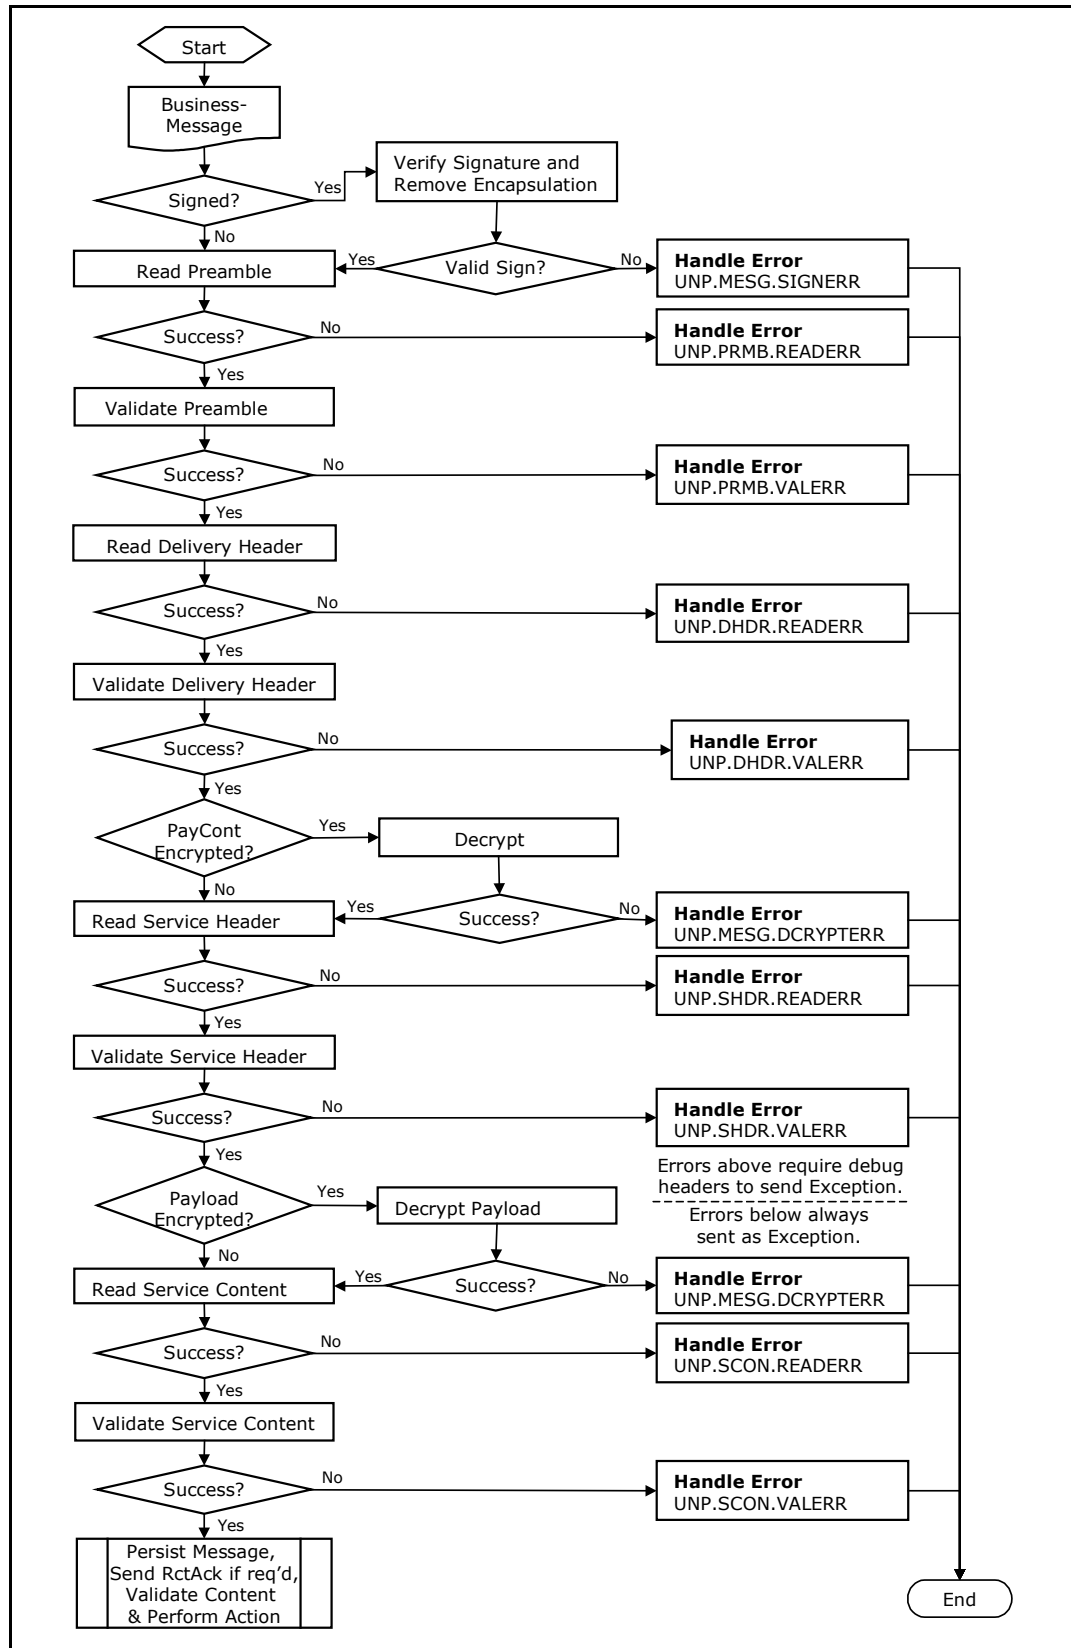 Start
Business-
Message
Signed?
Yes
Verify Signature and
Remove Encapsulation
No
Read Preamble
Yes
Valid Sign?
No
Handle Error
UNP.MESG.SIGNERR
Success?
No
Handle Error
UNP.PRMB.READERR
Yes
Validate Preamble
Success?
No
Handle Error
UNP.PRMB.VALERR
Yes
Read Delivery Header
Success?
No
Handle Error
UNP.DHDR.READERR
Yes
Validate Delivery Header
Success?
No
Handle Error
UNP.DHDR.VALERR
Yes
PayCont
Encrypted?
Yes
Decrypt
No
Read Service Header
Yes
Success?
No
Handle Error
UNP.MESG.DCRYPTERR
Success?
No
Handle Error
UNP.SHDR.READERR
Yes
Validate Service Header
Success?
No
Handle Error
UNP.SHDR.VALERR
Yes
Errors above require debug
headers to send Exception.
Errors below always
sent as Exception.
Payload
Encrypted?
Yes
Decrypt Payload
No
Read Service Content
Yes
Success?
No
Handle Error
UNP.MESG.DCRYPTERR
Success?
No
Handle Error
UNP.SCON.READERR
Yes
Validate Service Content
Success?
No
Handle Error
UNP.SCON.VALERR
Yes
Persist Message,
Send RctAck if req’d,
Validate Content
& Perform Action
End